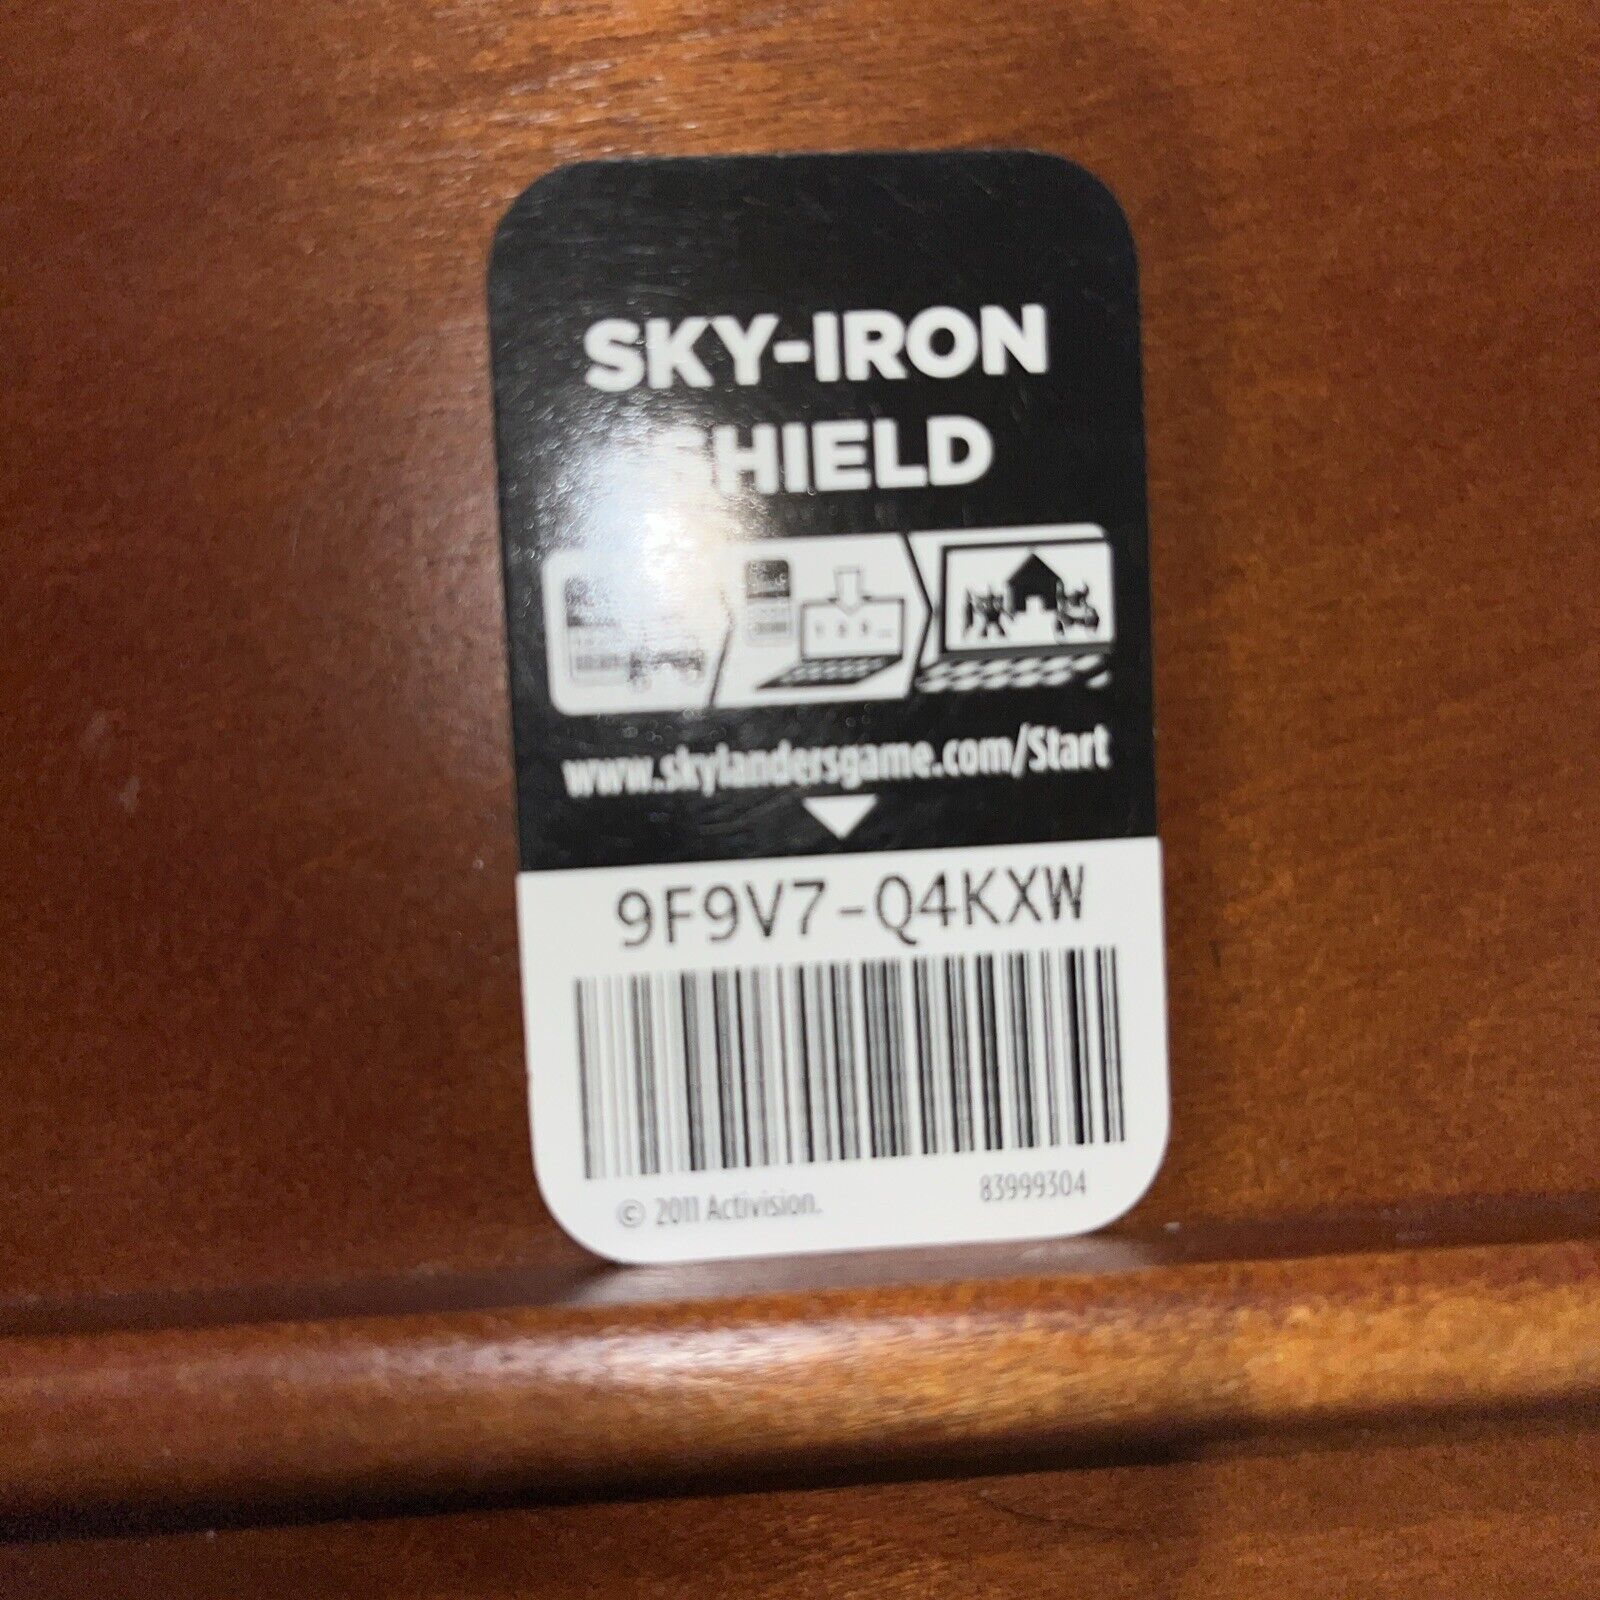 SKY-IRON
SHIELD
www.skylandersgame.com/Start
9F9V7-Q4KXW
© 2011 Activision.
83999304